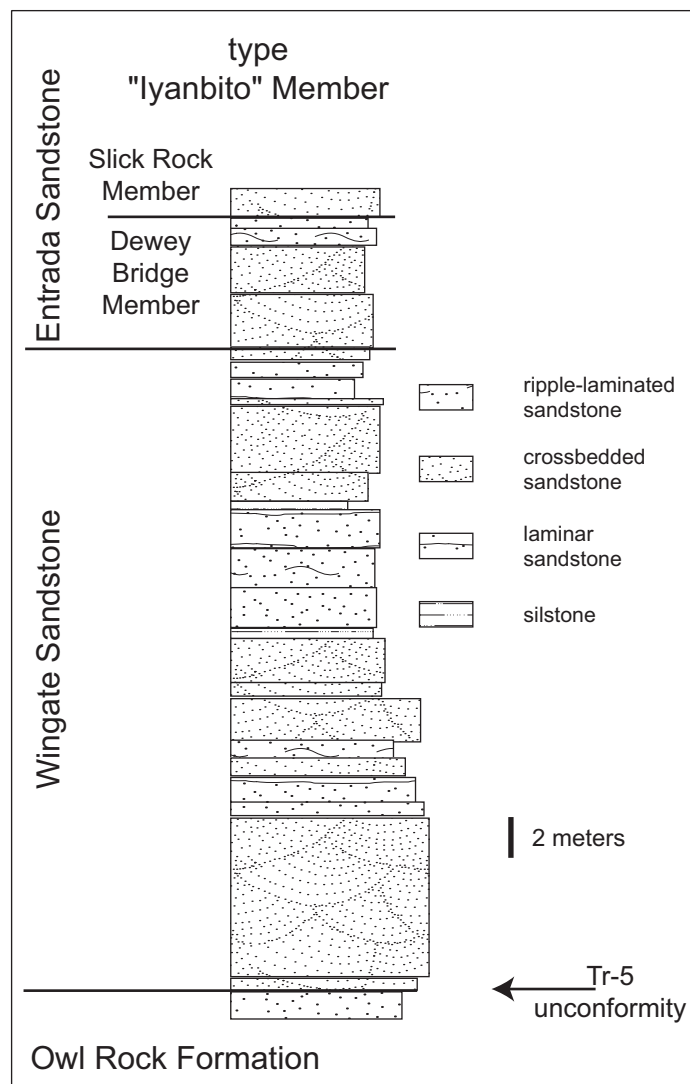 type
"Iyanbito" Member
Entrada Sandstone
Slick Rock
Member
Dewey
Bridge
Member
Wingate Sandstone
ripple-laminated
sandstone
crossbedded
sandstone
laminar
sandstone
silstone
2 meters
Tr-5
unconformity
Owl Rock Formation